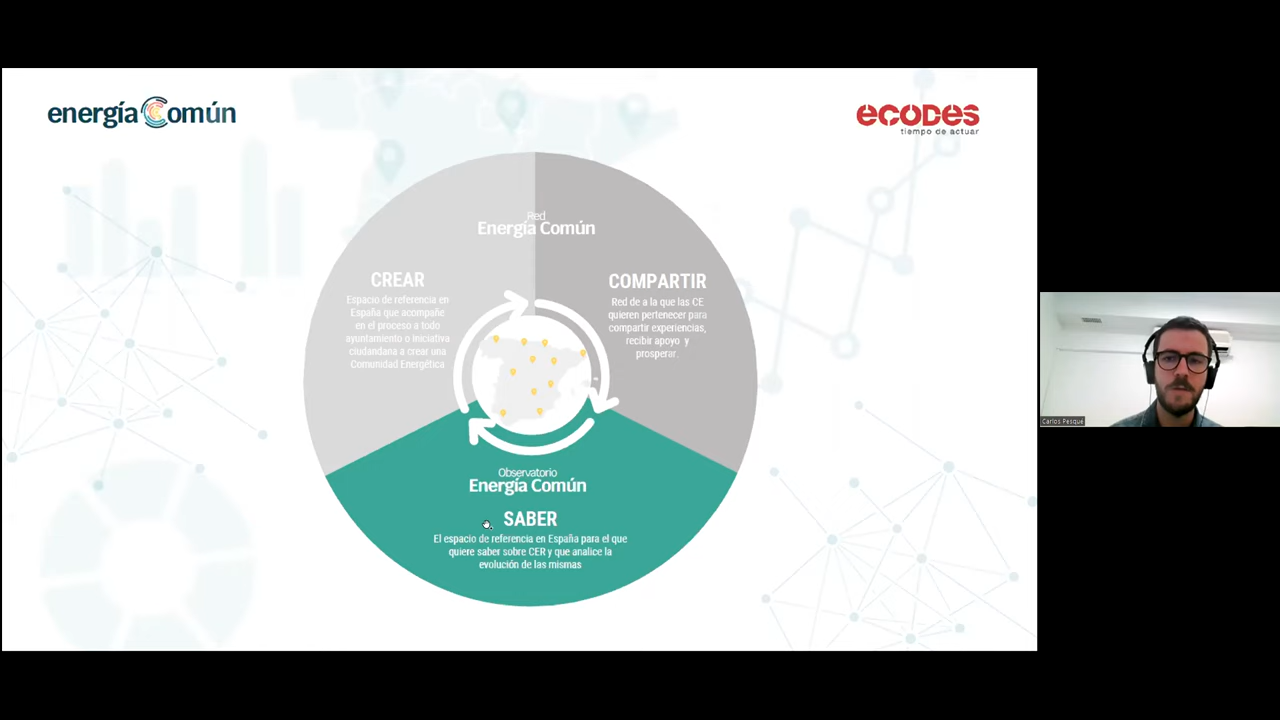 energía Común
ecodes
tiempo de actuar
Red
Energía Común
CREAR
Espacio de referencia en
España que acompañe
en el proceso a todo
ayuntamiento o iniciativa
ciudandana a crear una
Comunidad Energética
COMPARTIR
Red de a la que las CE
quieren pertenecer para
compartir experiencias,
recibir apoyo y
prosperar.
Observatorio
Energía Común
SABER
El espacio de referencia en España para el que
quiere saber sobre CER y que analice la
evolución de las mismas
Carlos Pesqué